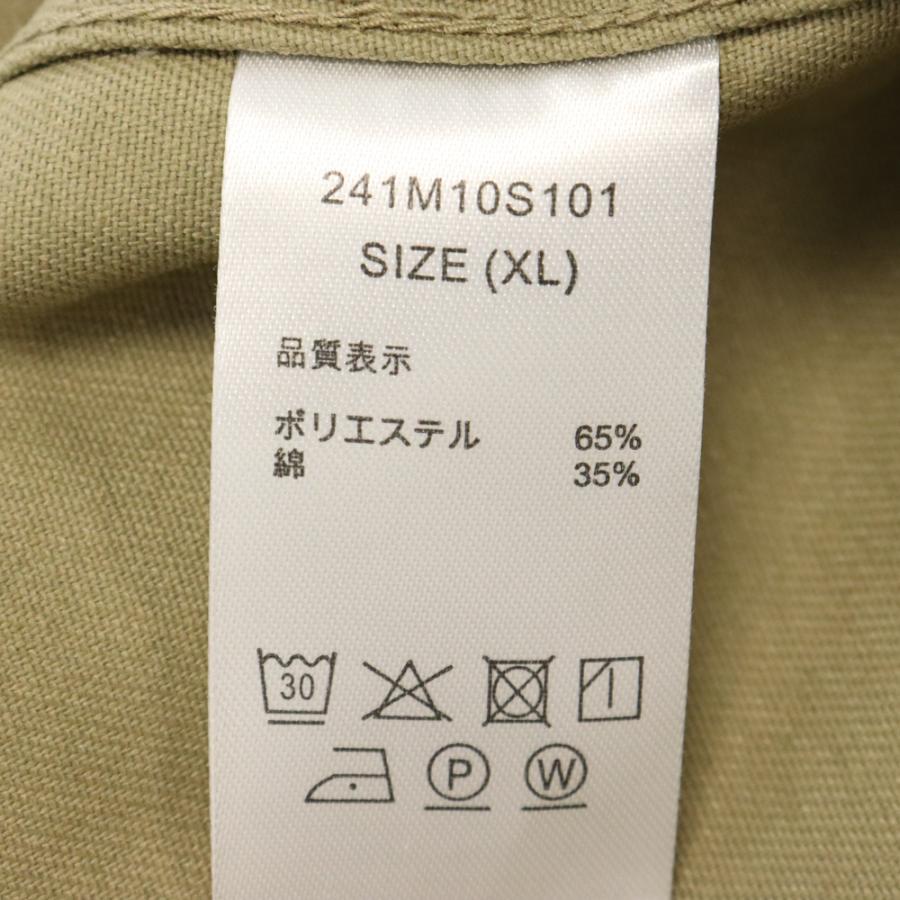 241M10S101
SIZE (XL)
品質表示
ポリエステル 65%
綿 35%
30
P W